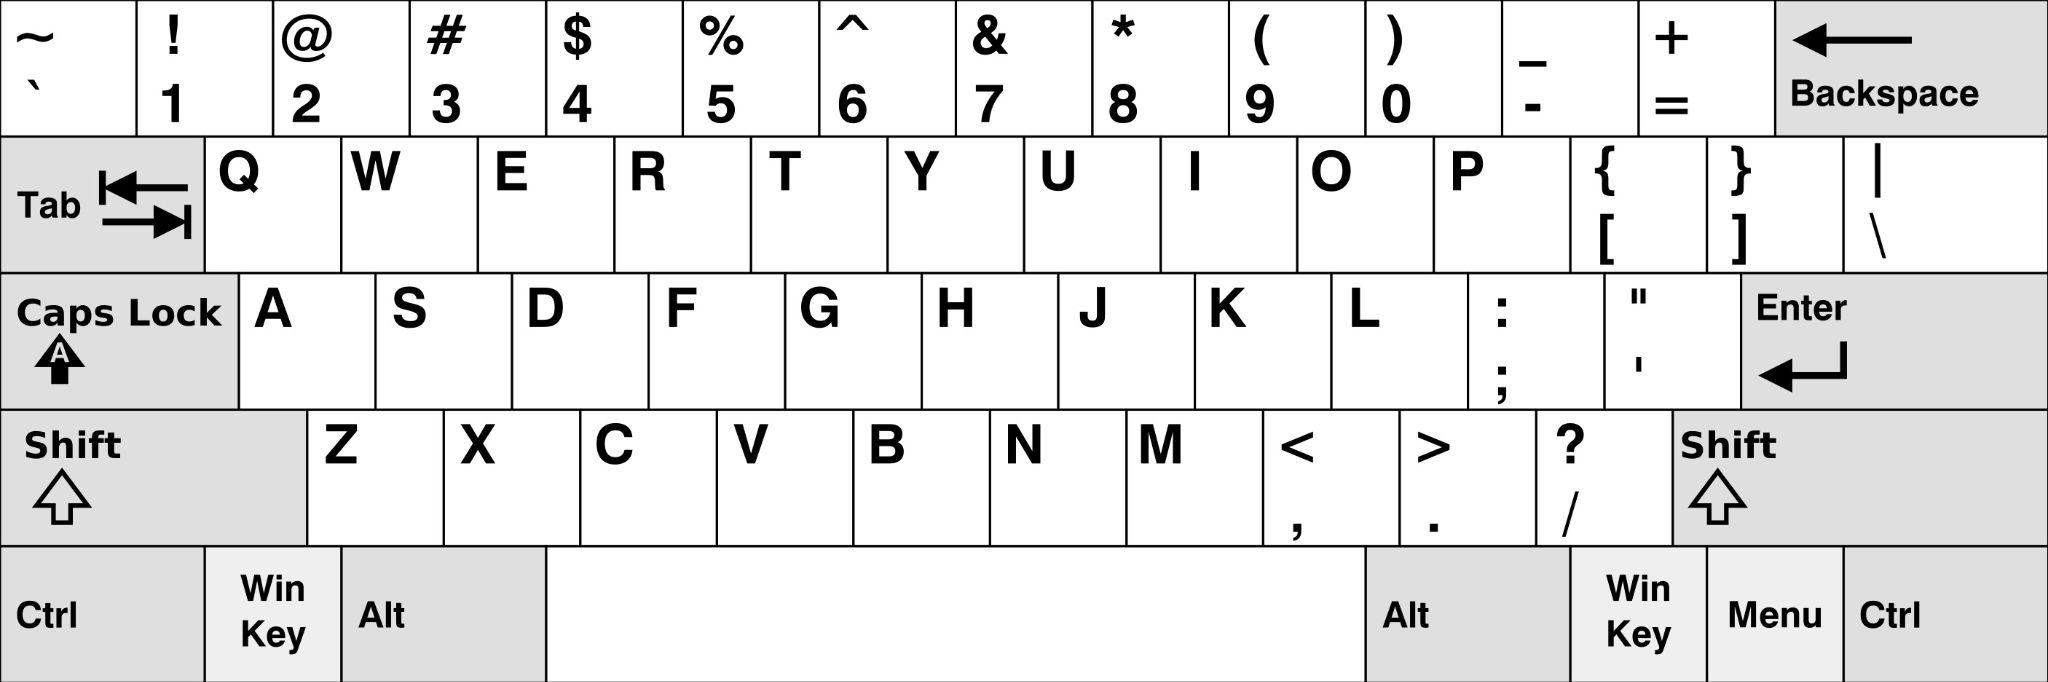 ~ ! @ # $ % ^ & * ( ) _ +
` 1 2 3 4 5 6 7 8 9 0 - = Backspace
Tab Q W E R T Y U I O P { } |
[ ] \
Caps Lock A S D F G H J K L : " Enter
A ; '
Shift Z X C V B N M < > ? Shift
, . /
Ctrl Win Key Alt Alt Win Key Menu Ctrl